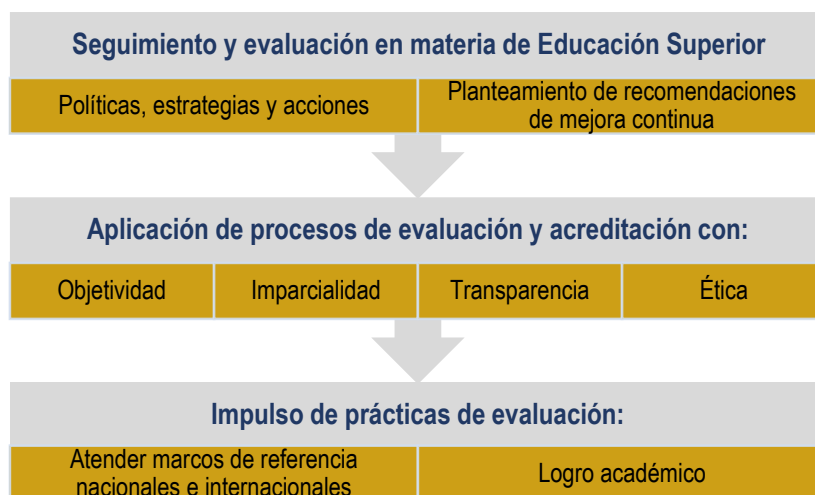 Seguimiento y evaluación en materia de Educación Superior
Políticas, estrategias y acciones
Planteamiento de recomendaciones
de mejora continua
Aplicación de procesos de evaluación y acreditación con:
Objetividad
Imparcialidad
Transparencia
Ética
Impulso de prácticas de evaluación:
Atender marcos de referencia
nacionales e internacionales
Logro académico